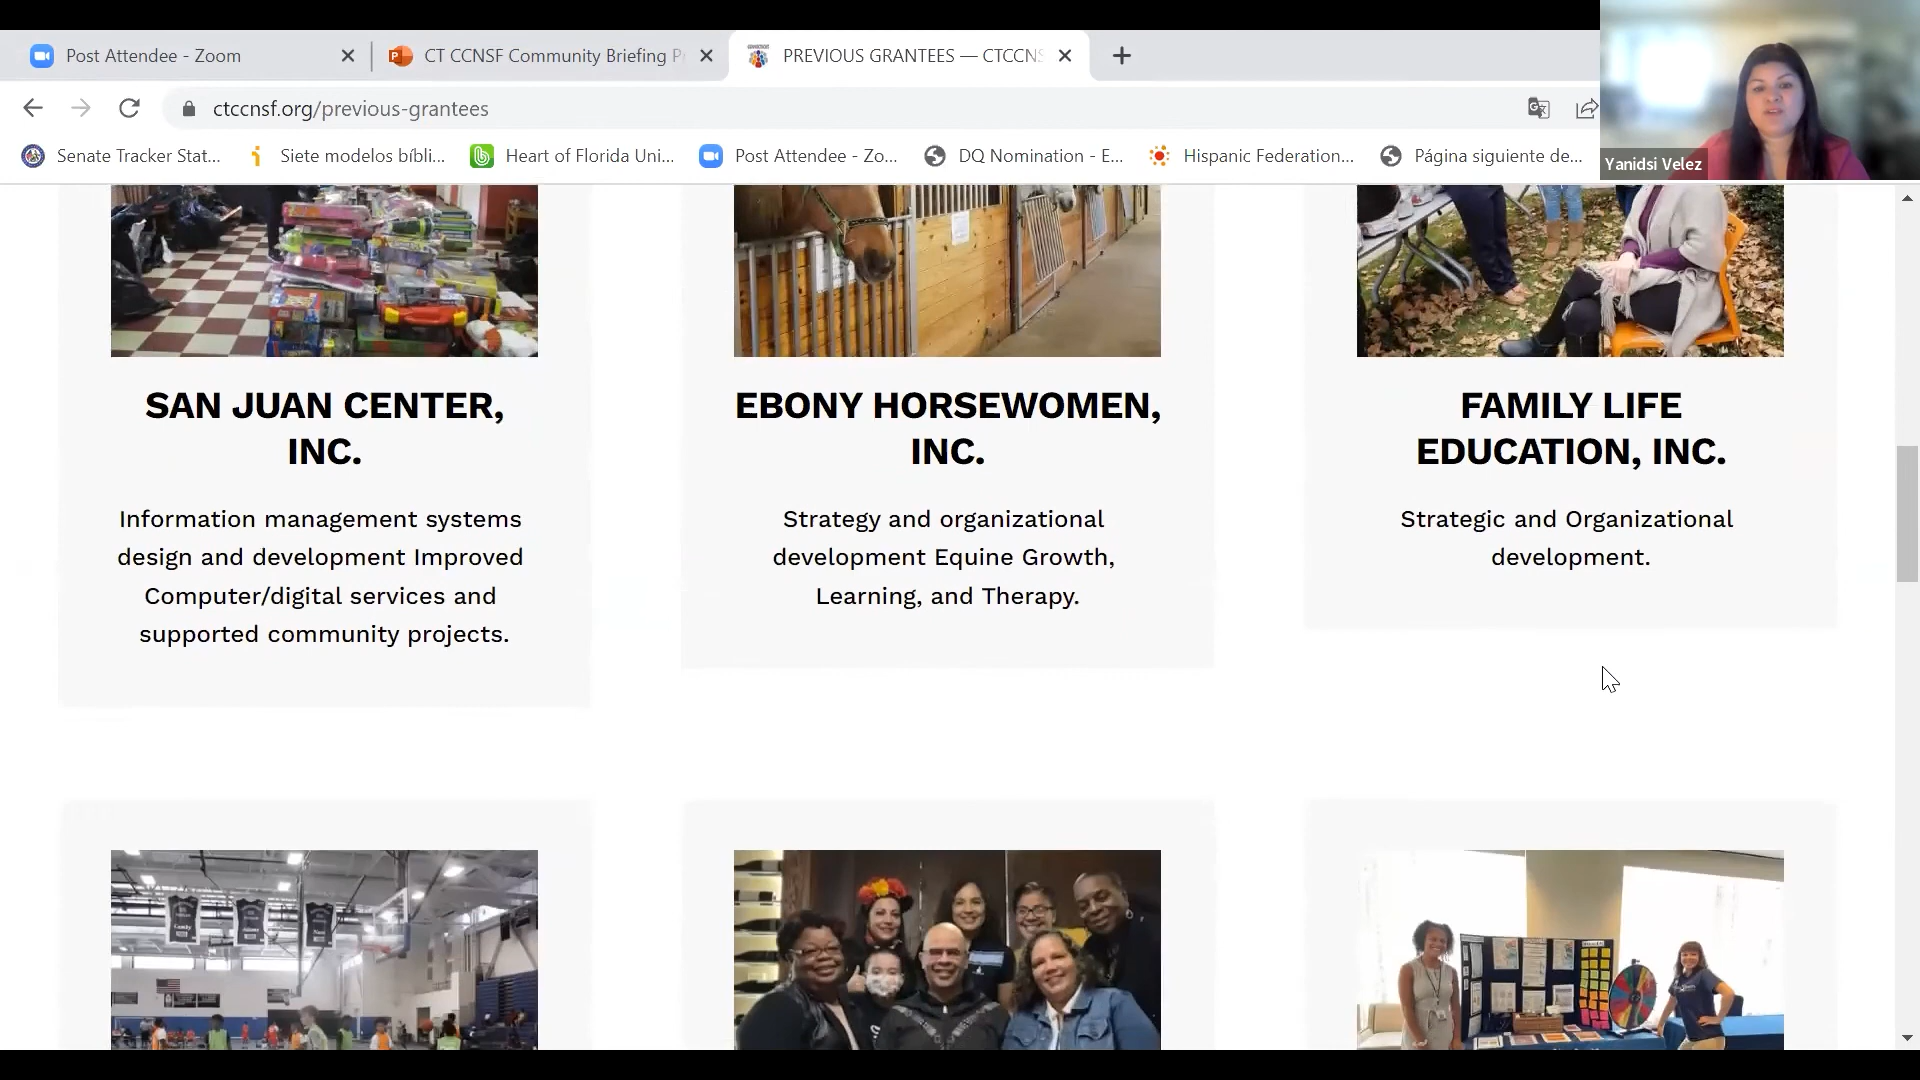 Post Attendee - Zoom
CT CCNSF Community Briefing P
PREVIOUS GRANTEES — CTCCNS
ctccnsf.org/previous-grantees
Senate Tracker Stat...
Siete modelos bíbli...
Heart of Florida Uni...
Post Attendee - Zo...
DQ Nomination - E...
Hispanic Federation...
Página siguiente de...
Yanidsi Velez
SAN JUAN CENTER,
INC.
Information management systems
design and development Improved
Computer/digital services and
supported community projects.
EBONY HORSEWOMEN,
INC.
Strategy and organizational
development Equine Growth,
Learning, and Therapy.
FAMILY LIFE
EDUCATION, INC.
Strategic and Organizational
development.